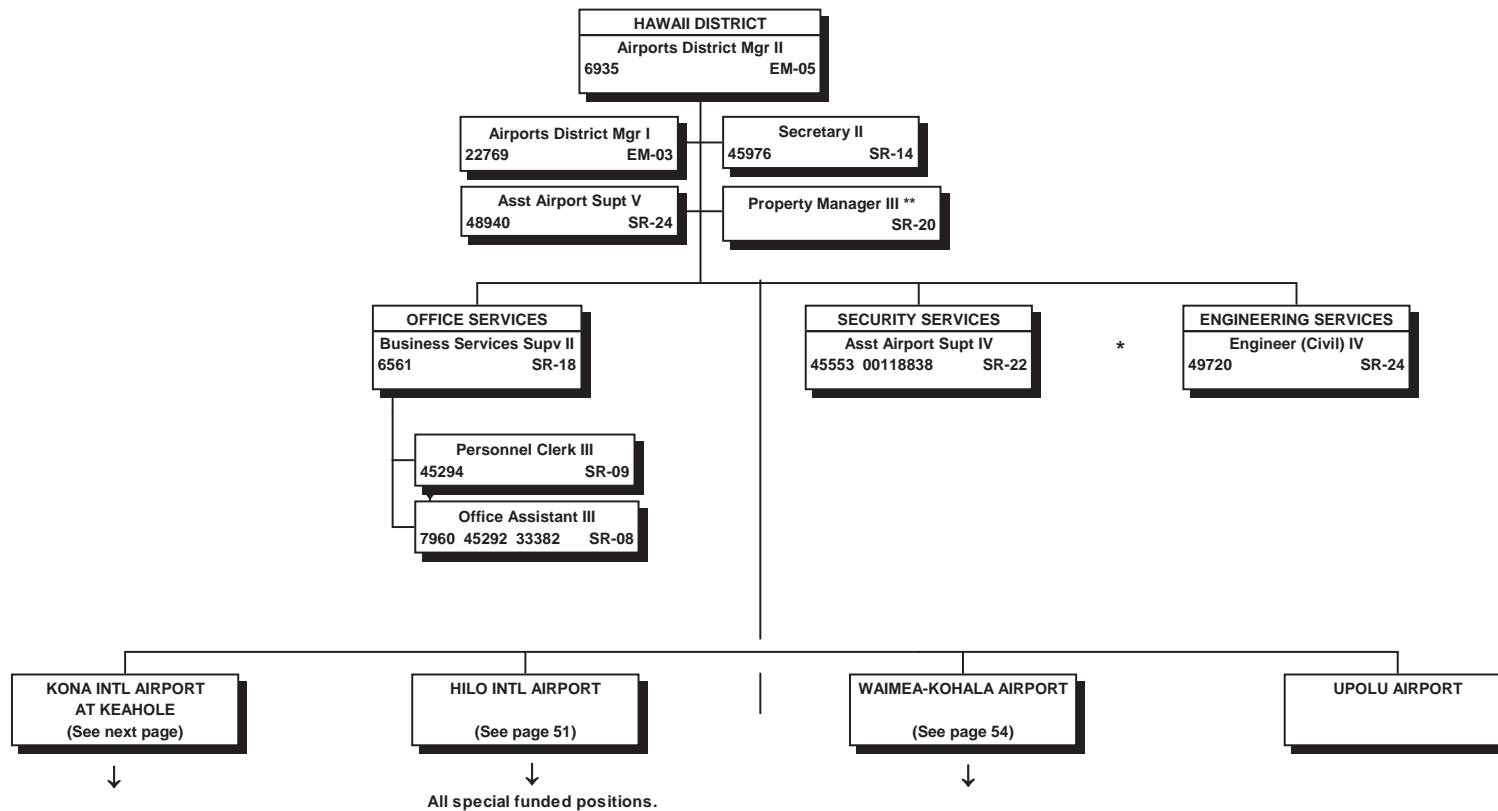 HAWAII DISTRICT
Airports District Mgr II
6935 EM-05
Airports District Mgr I
22769 EM-03
Secretary II
45976 SR-14
Asst Airport Supt V
48940 SR-24
Property Manager III **
SR-20
OFFICE SERVICES
Business Services Supv II
6561 SR-18
SECURITY SERVICES
Asst Airport Supt IV
45553 00118838 SR-22
*
ENGINEERING SERVICES
Engineer (Civil) IV
49720 SR-24
Personnel Clerk III
45294 SR-09
Office Assistant III
7960 45292 33382 SR-08
KONA INTL AIRPORT
AT KEAHOLE
(See next page)
↓
HILO INTL AIRPORT
(See page 51)
↓
WAIMEA-KOHALA AIRPORT
(See page 54)
↓
UPOLU AIRPORT
All special funded positions.